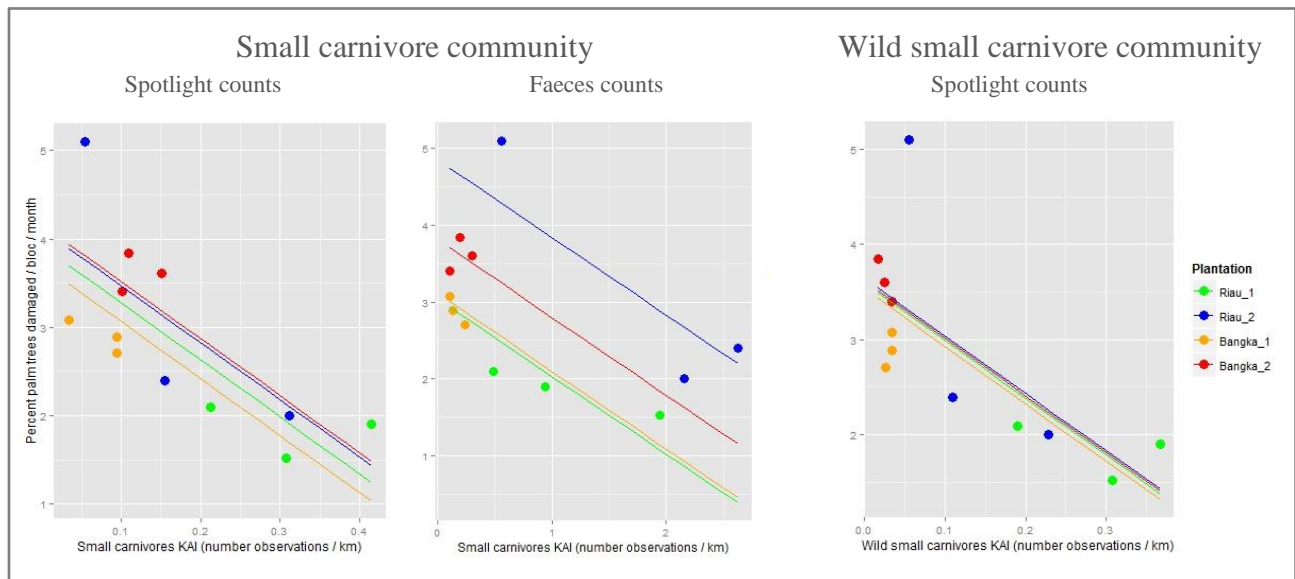 Small carnivore community
Wild small carnivore community
Spotlight counts
Faeces counts
Spotlight counts
Percent palm trees damaged / bloc / month
5
4
3
2
1
0.1
0.2
0.3
0.4
Small carnivores KAI (number observations / km)
5
4
3
2
1
0
1
2
Small carnivores KAI (number observations / km)
5
4
3
2
0.0
0.1
0.2
0.3
Wild small carnivores KAI (number observations / km)
Plantation
Riau_1
Riau_2
Bangka_1
Bangka_2